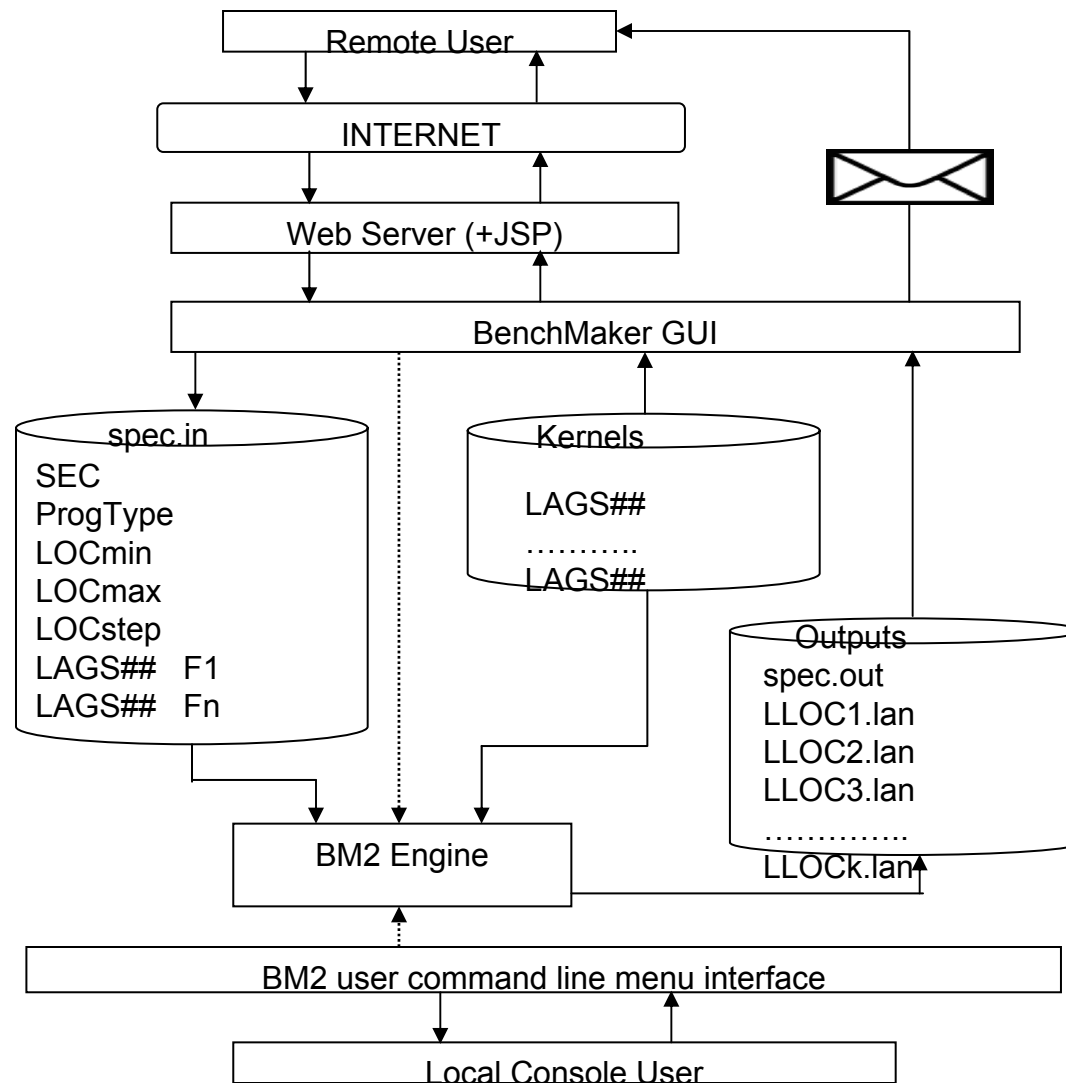 Remote User
INTERNET
Web Server (+JSP)
BenchMaker GUI
spec.in
SEC
ProgType
LOCmin
LOCmax
LOCstep
LAGS## F1
LAGS## Fn
Kernels
LAGS##
………..
LAGS##
Outputs
spec.out
LLOC1.lan
LLOC2.lan
LLOC3.lan
…………..
LLOCk.lan
BM2 Engine
BM2 user command line menu interface
Local Console User